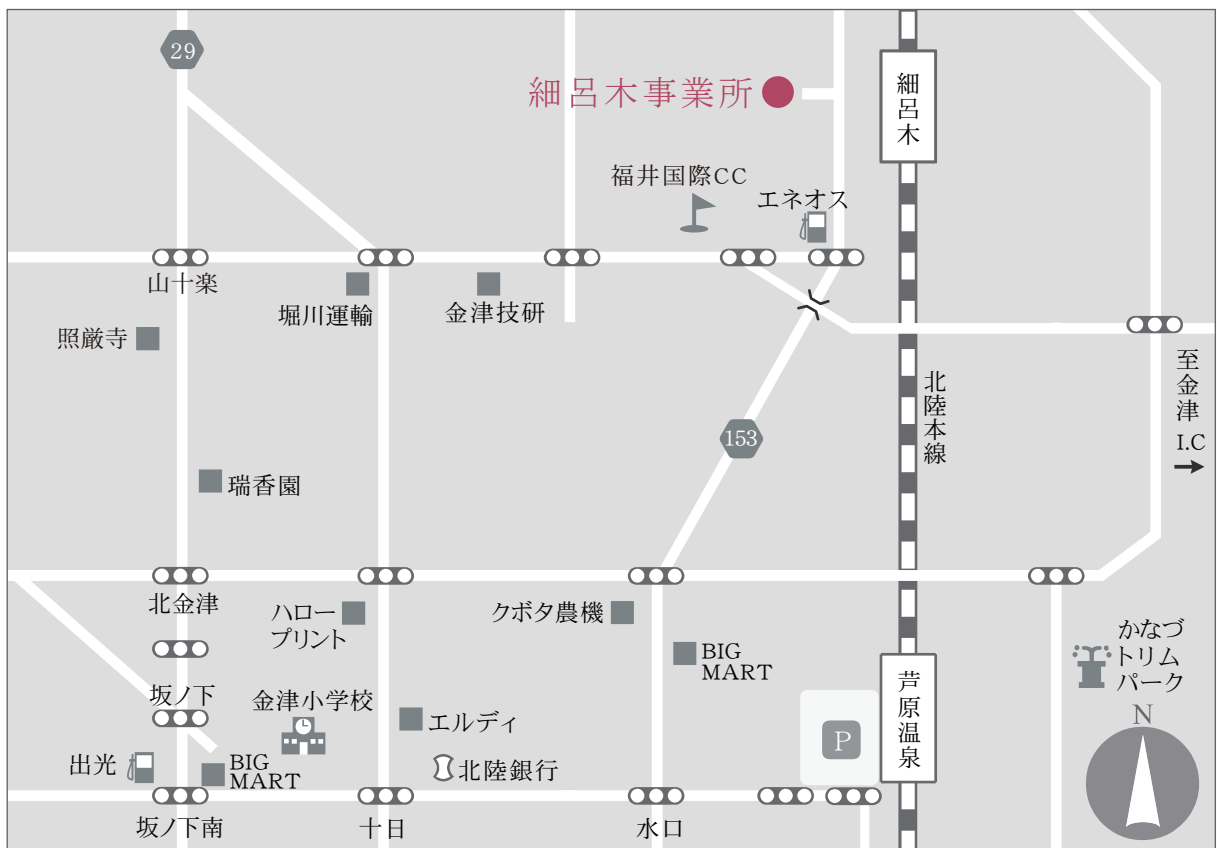 29
細呂木事業所
細呂木
福井国際CC
エネオス
山十楽
堀川運輸
金津技研
照厳寺
至金津
I.C
北陸本線
153
瑞香園
北金津
ハロー
プリント
クボタ農機
BIG
MART
かなづ
トリム
パーク
坂ノ下
金津小学校
エルディ
芦原温泉
P
N
出光
BIG
MART
北陸銀行
坂ノ下南
十日
水口